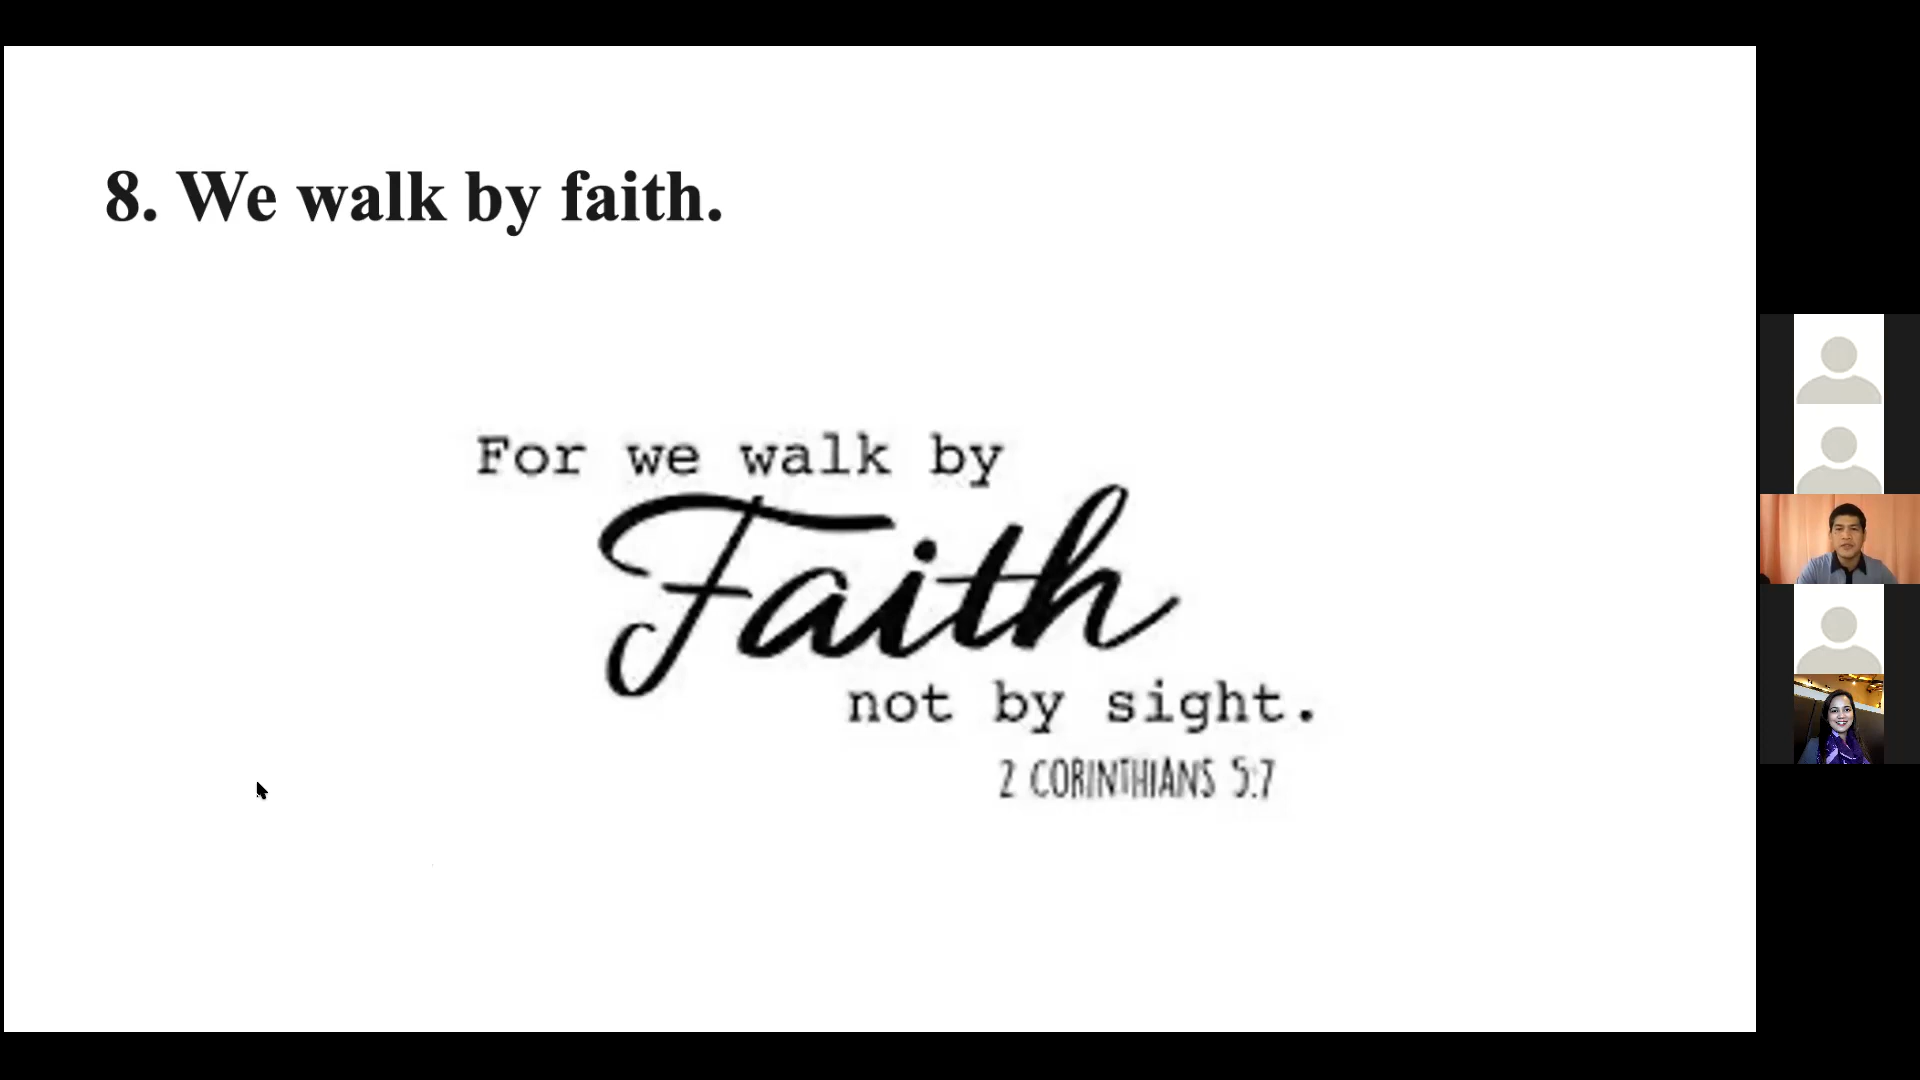 8. We walk by faith.
For we walk by
Faith
not by sight.
2 CORINTHIANS 5:7